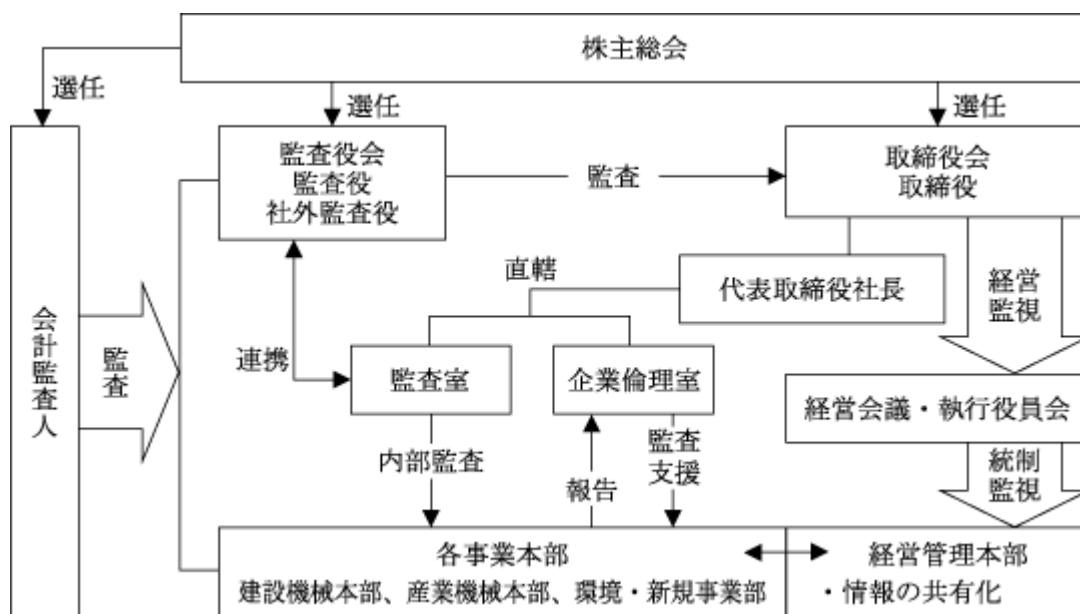 株主総会
選任
選任
選任
監査役会
監査役
社外監査役
監査
取締役会
取締役
直轄
代表取締役社長
経営
監視
会計監査人
監査
連携
監査室
企業倫理室
経営会議・執行役員会
内部監査
報告
監査
支援
統制
監視
各事業本部
建設機械本部、産業機械本部、環境・新規事業部
経営管理本部
・情報の共有化